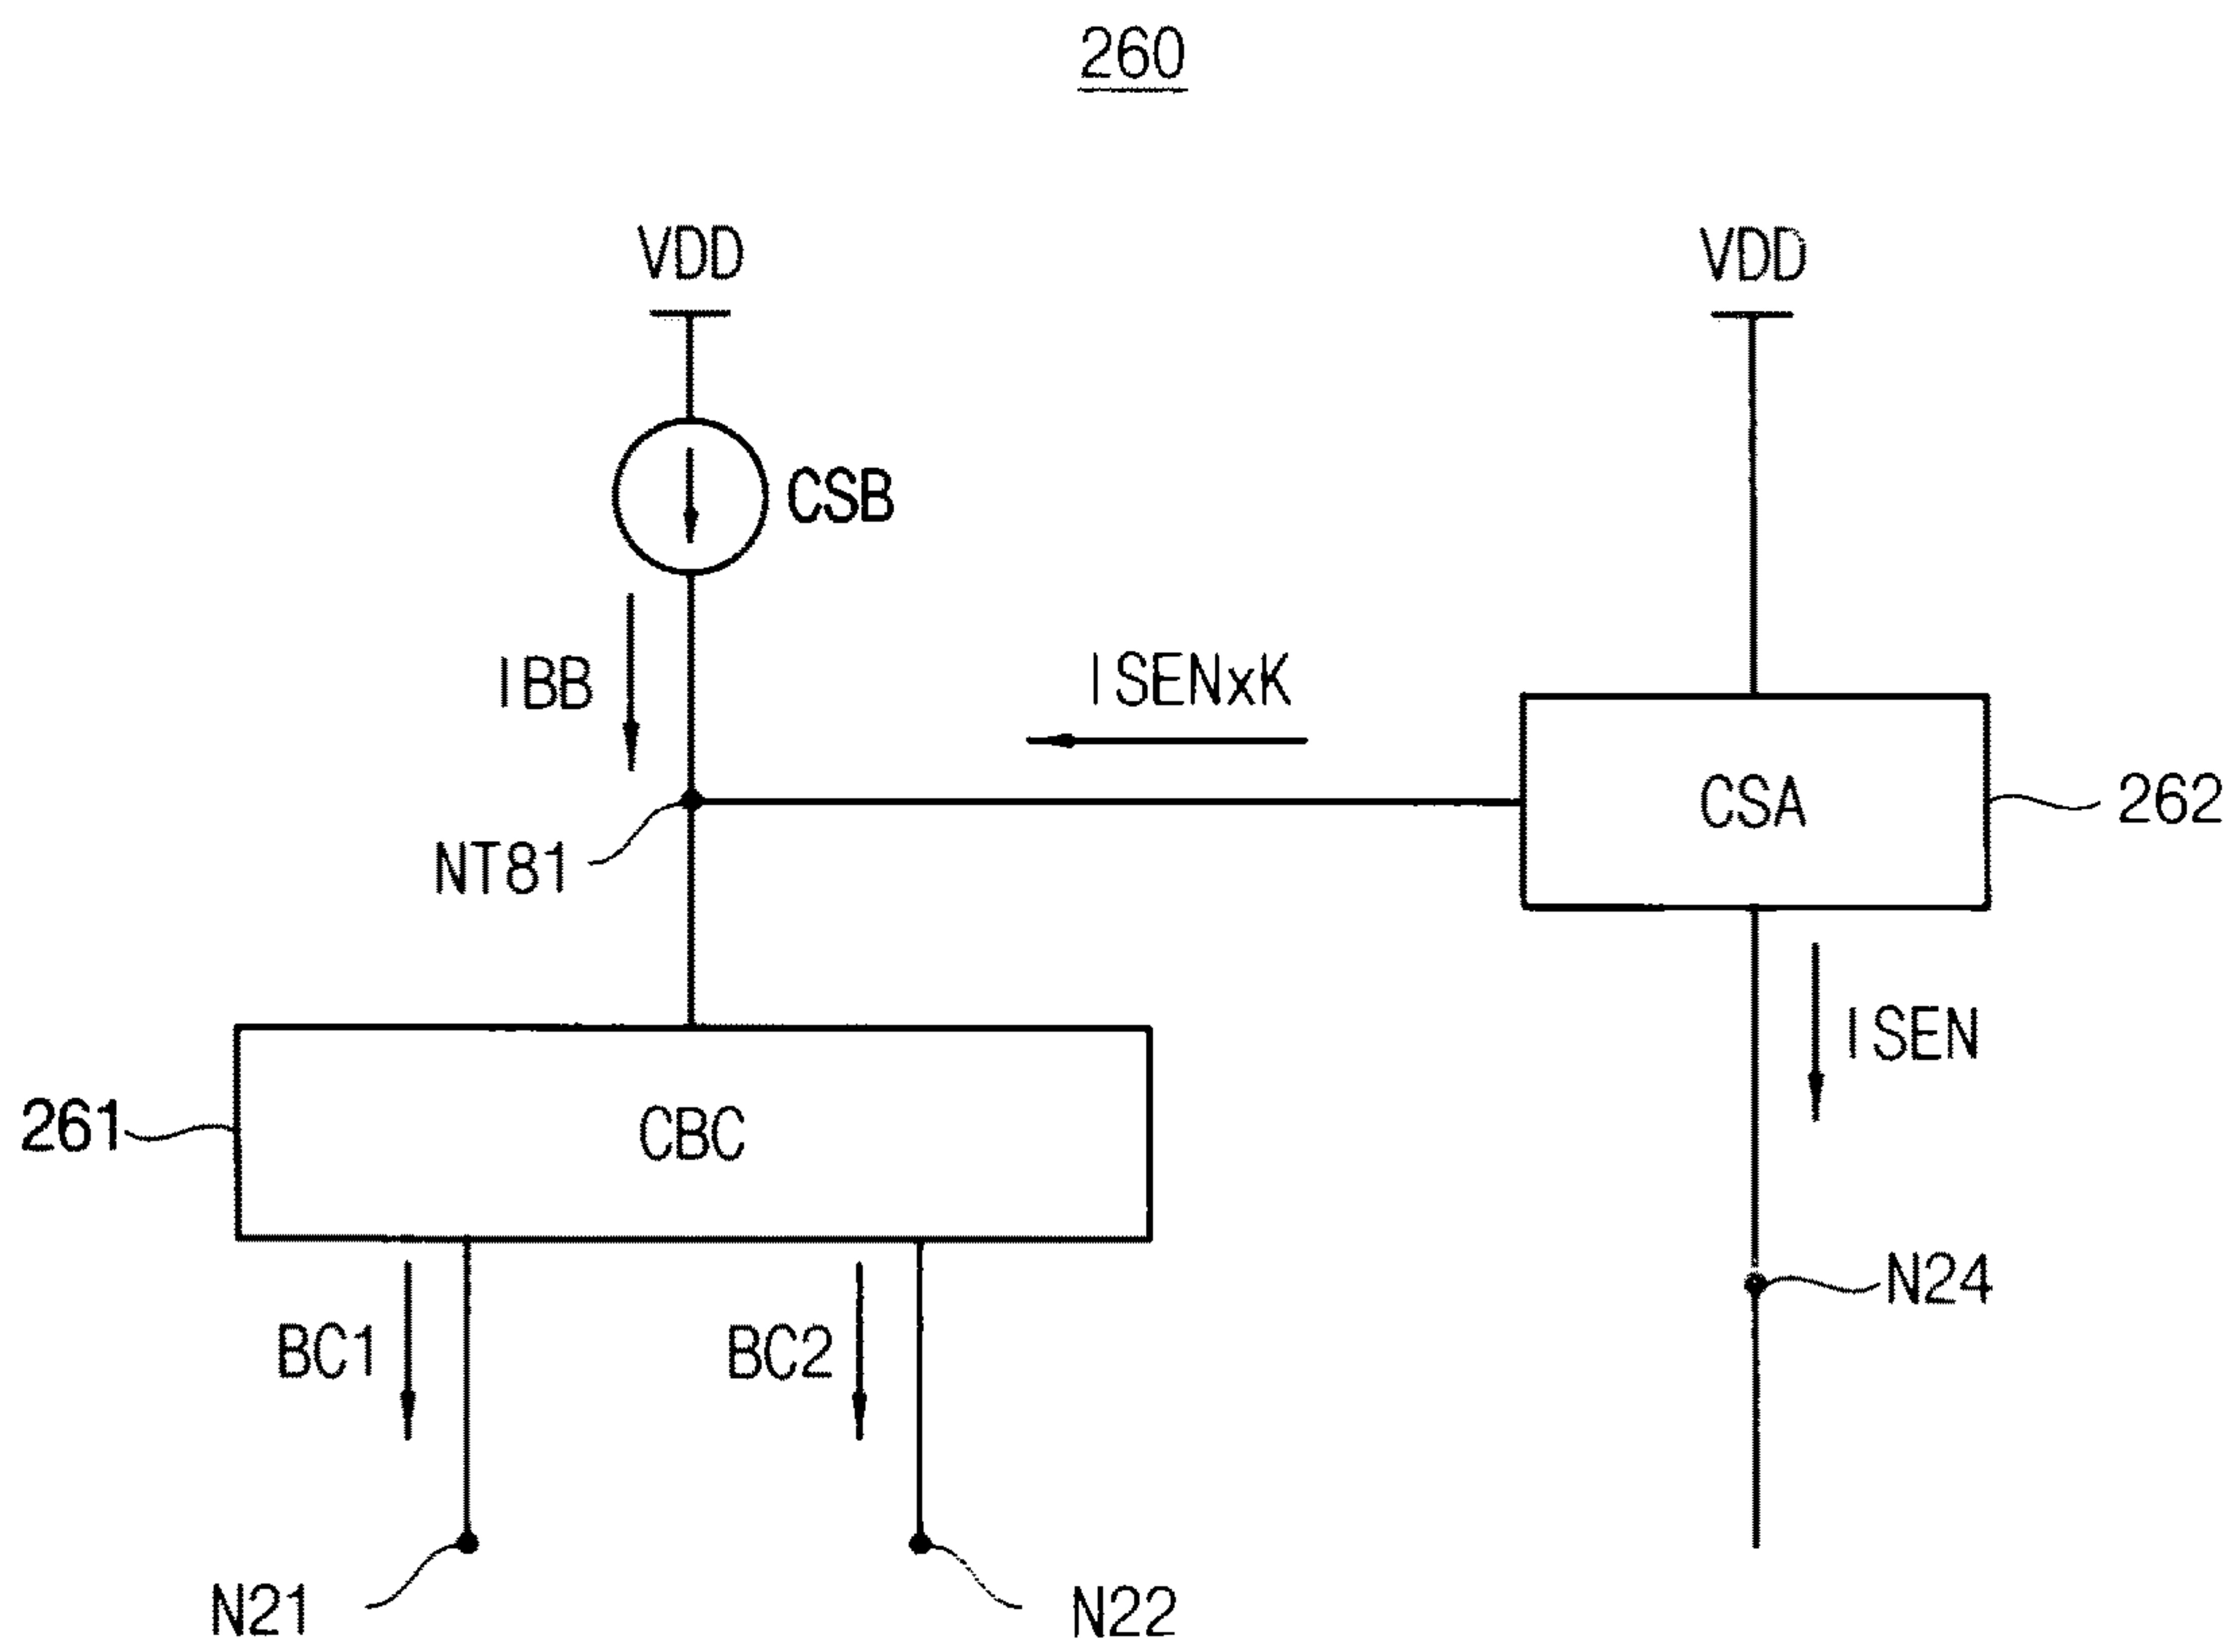 260
VDD
VDD
CSB
IBB
ISENxK
CSA
262
NT81
ISEN
261
CBC
N24
BC1
BC2
N21
N22